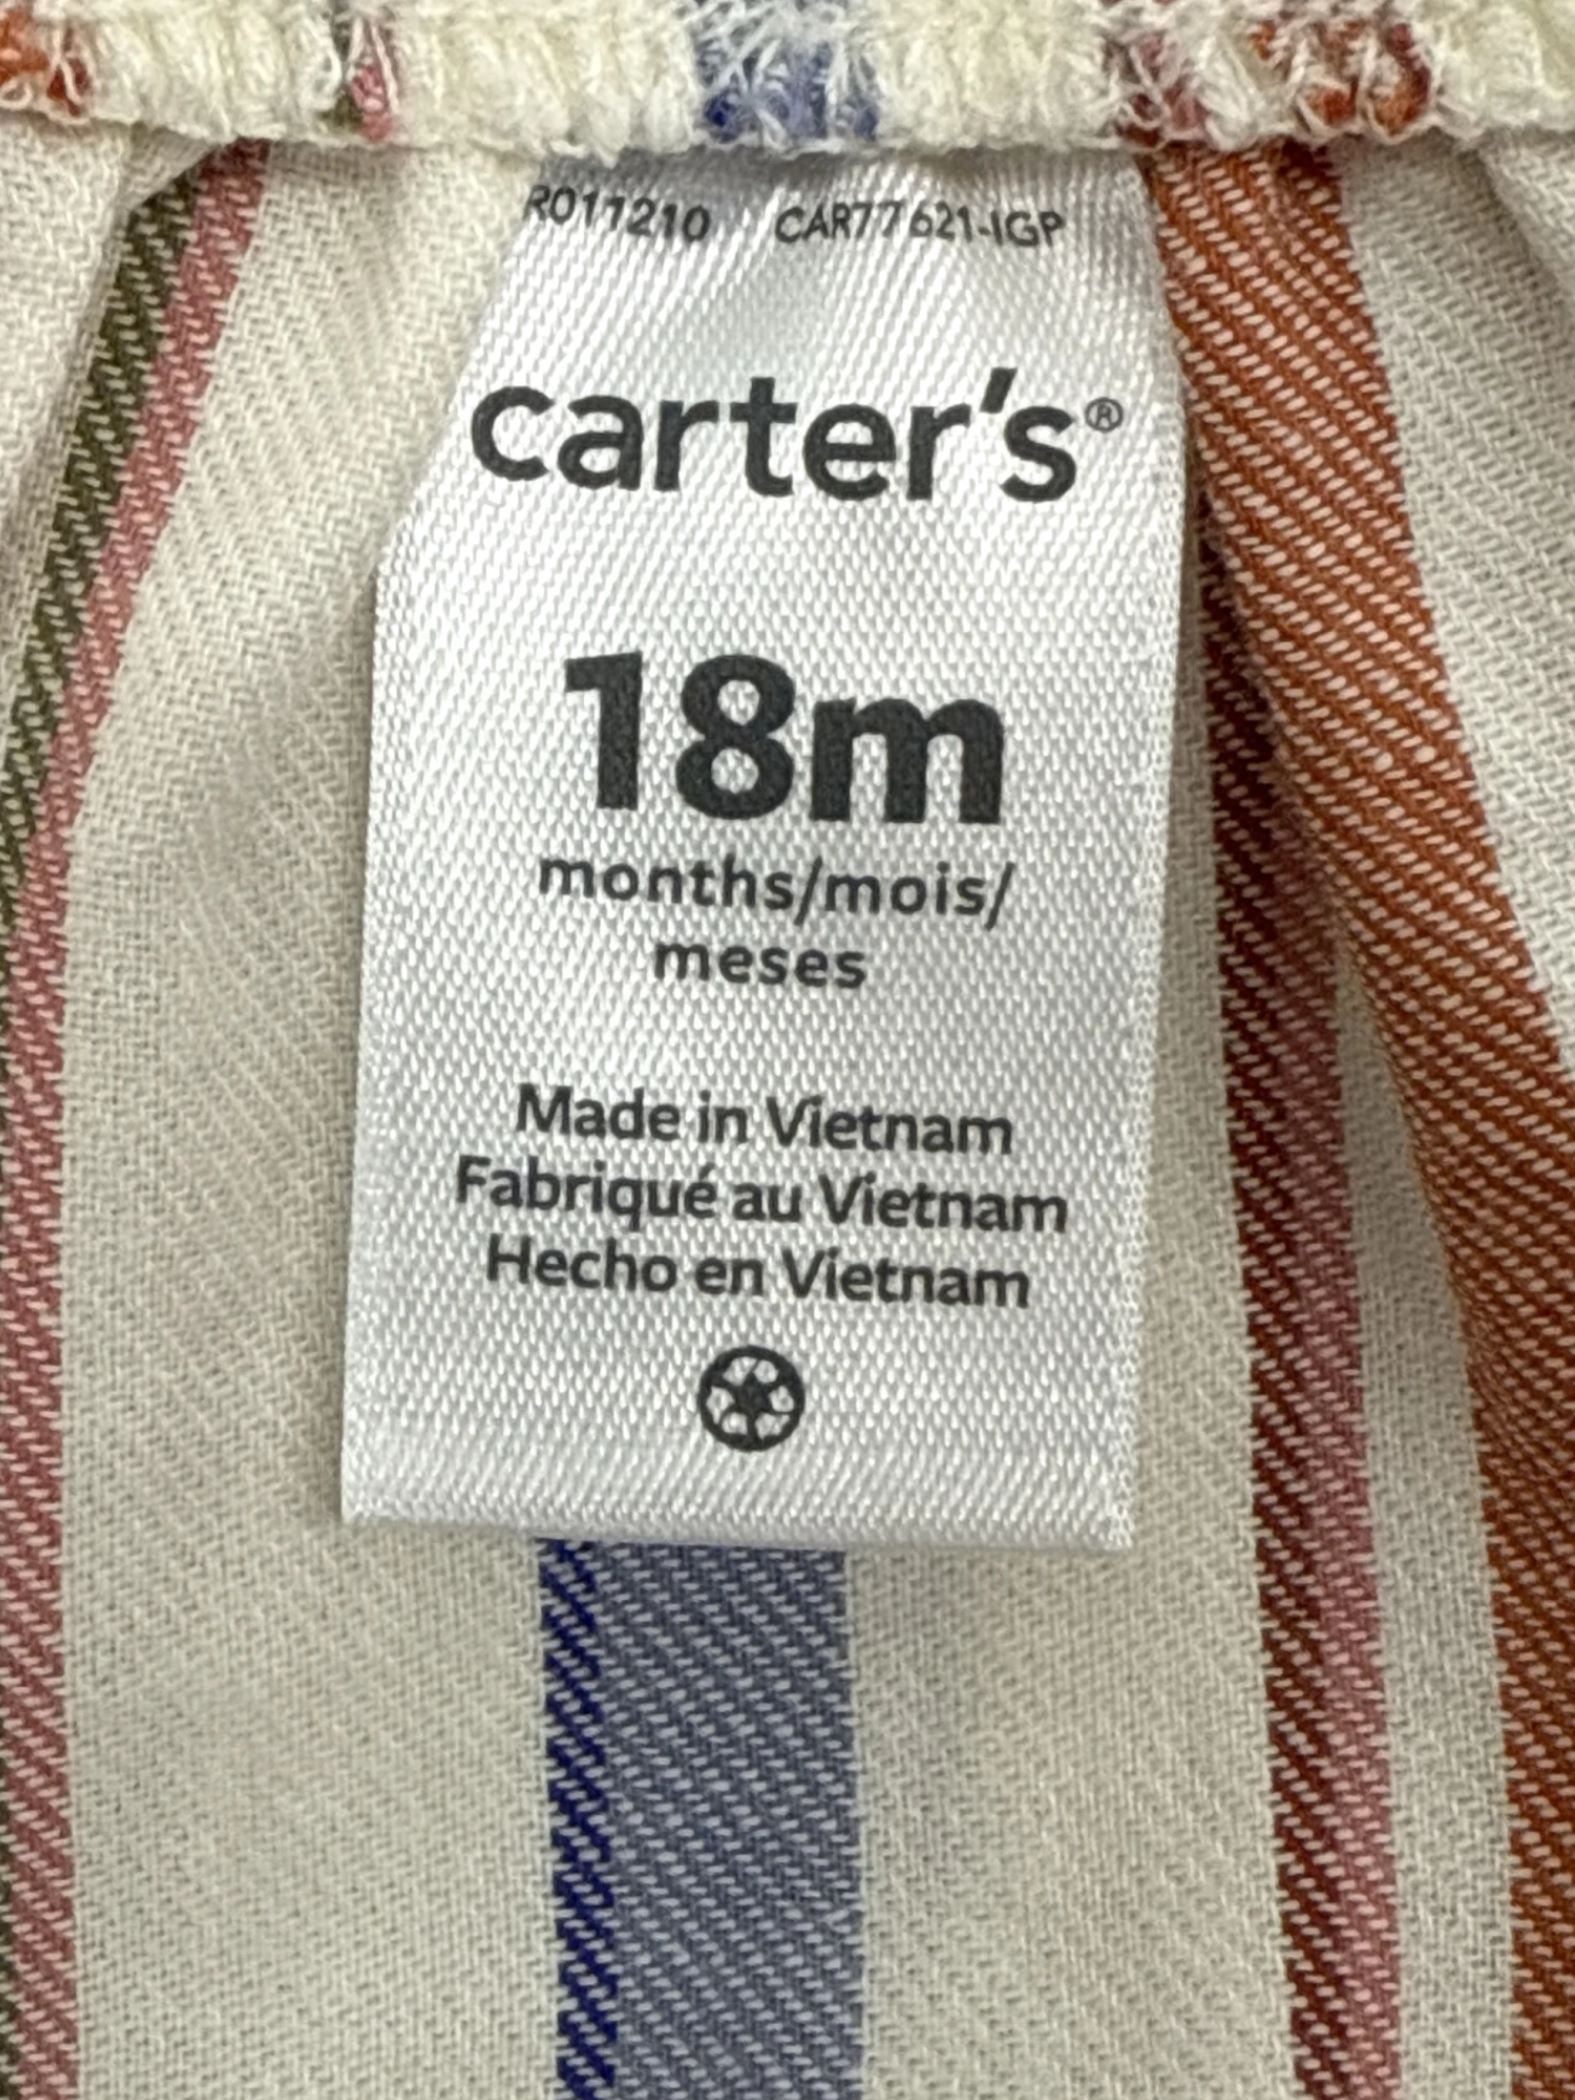 R011210 CAR77621-IGP
carter's®
18m
months/mois/
meses
Made in Vietnam
Fabriqué au Vietnam
Hecho en Vietnam